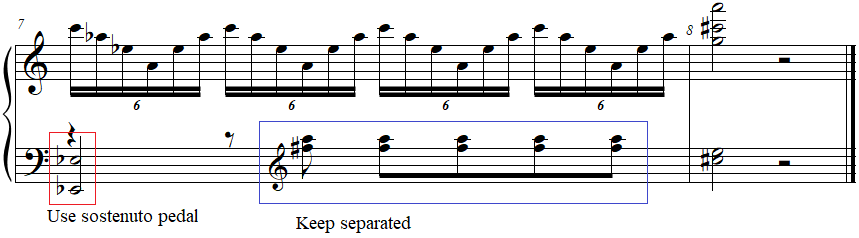 7
8
6 6 6 6
Use sostenuto pedal
Keep separated